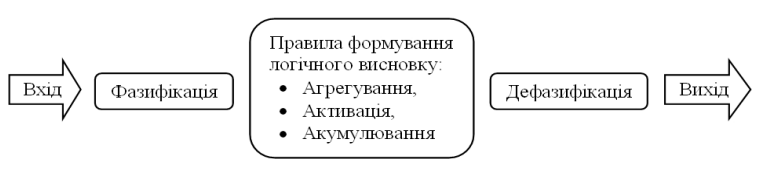 Вхід
Фазифікація
Правила формування
логічного висновку:
• Агрегування,
• Активація,
• Акумулювання
Дефазифікація
Вихід